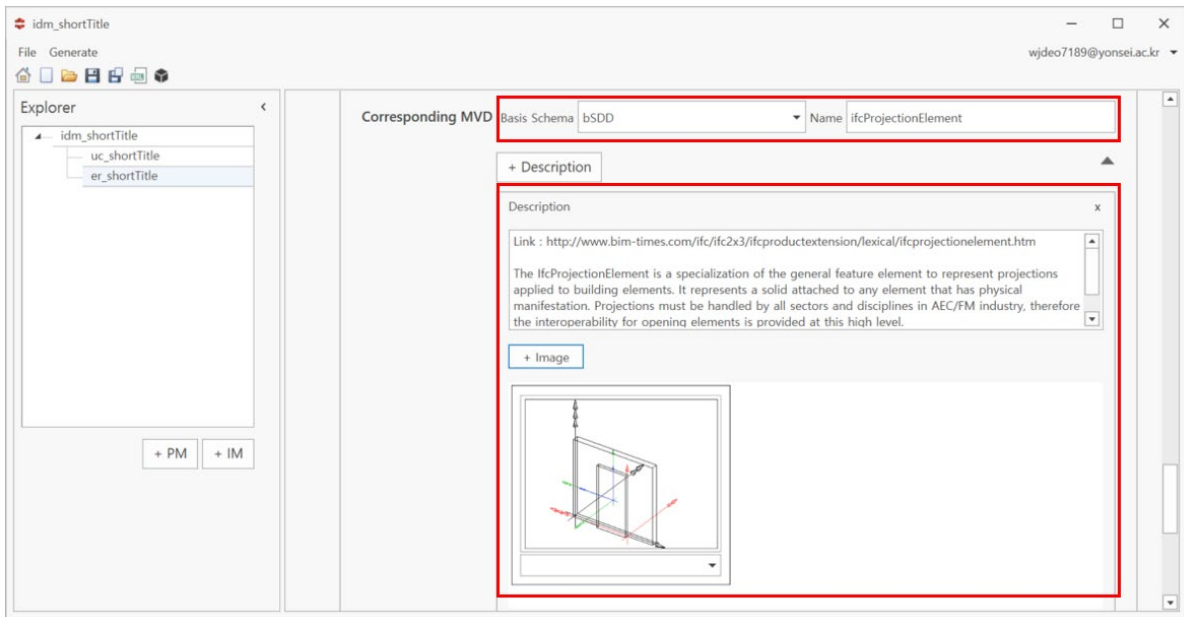 idm_shortTitle
File Generate
wjdeo7189@yonsei.ac.kr
Explorer
idm_shortTitle
uc_shortTitle
er_shortTitle
+ PM + IM
Corresponding MVD Basis Schema bSDD Name ifcProjectionElement
+ Description
Description x
Link : http://www.bim-times.com/ifc/ifc2x3/ifcproductextension/lexical/ifcprojectionelement.htm
The IfcProjectionElement is a specialization of the general feature element to represent projections
applied to building elements. It represents a solid attached to any element that has physical
manifestation. Projections must be handled by all sectors and disciplines in AEC/FM industry, therefore
the interoperability for opening elements is provided at this high level.
+ Image